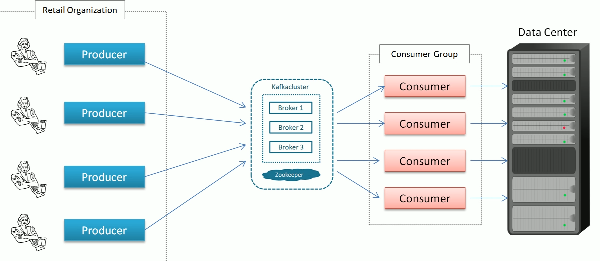 Retail Organization
Producer
Producer
Producer
Producer
Kafkacluster
Broker 1
Broker 2
Broker 3
Zookeeper
Consumer Group
Consumer
Consumer
Consumer
Consumer
Data Center